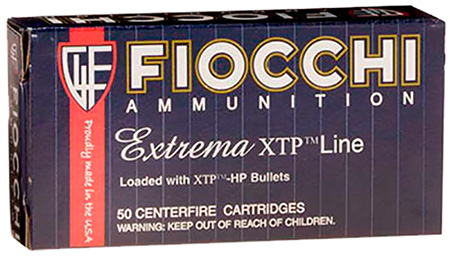 GFL
FIOCCHI
AMMUNITION
Extrema XTP™ Line
Loaded with XTP™-HP Bullets
50 CENTERFIRE CARTRIDGES
WARNING: KEEP OUT OF REACH OF CHILDREN.
Proudly made in the USA